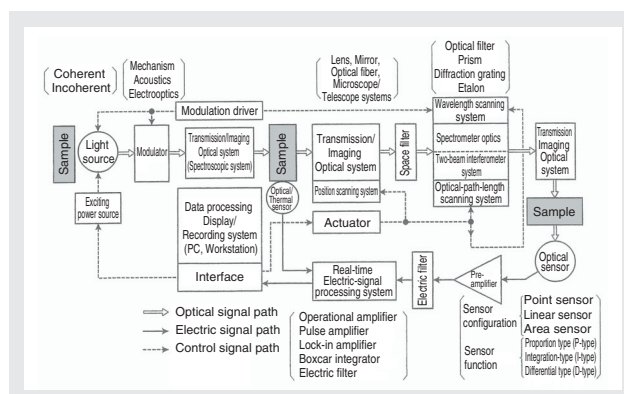 Coherent
Incoherent
Mechanism
Acoustics
Electrooptics
Lens, Mirror,
Optical fiber,
Microscope/
Telescope systems
Optical filter
Prism
Diffraction grating
Etalon
Modulation driver
Wavelength scanning
system
Sample
Light
source
Modulator
Transmission/Imaging
Optical system
(Spectroscopic system)
Sample
Transmission/
Imaging
Optical system
Position scanning system
Space filter
Spectrometer optics
Two-beam interferometer
system
Optical-path-length
scanning system
Transmission
Imaging
Optical
system
Sample
Optical/
Thermal
sensor
Exciting
power source
Data processing
Display/
Recording system
(PC, Workstation)
Interface
Actuator
Real-time
Electric-signal
processing system
Electric filter
Pre-
amplifier
Optical
sensor
Optical signal path
Electric signal path
Control signal path
Operational amplifier
Pulse amplifier
Lock-in amplifier
Boxcar integrator
Electric filter
Sensor
configuration
Point sensor
Linear sensor
Area sensor
Sensor
function
Proportion type (P-type)
Integration-type (I-type)
Differential type (D-type)